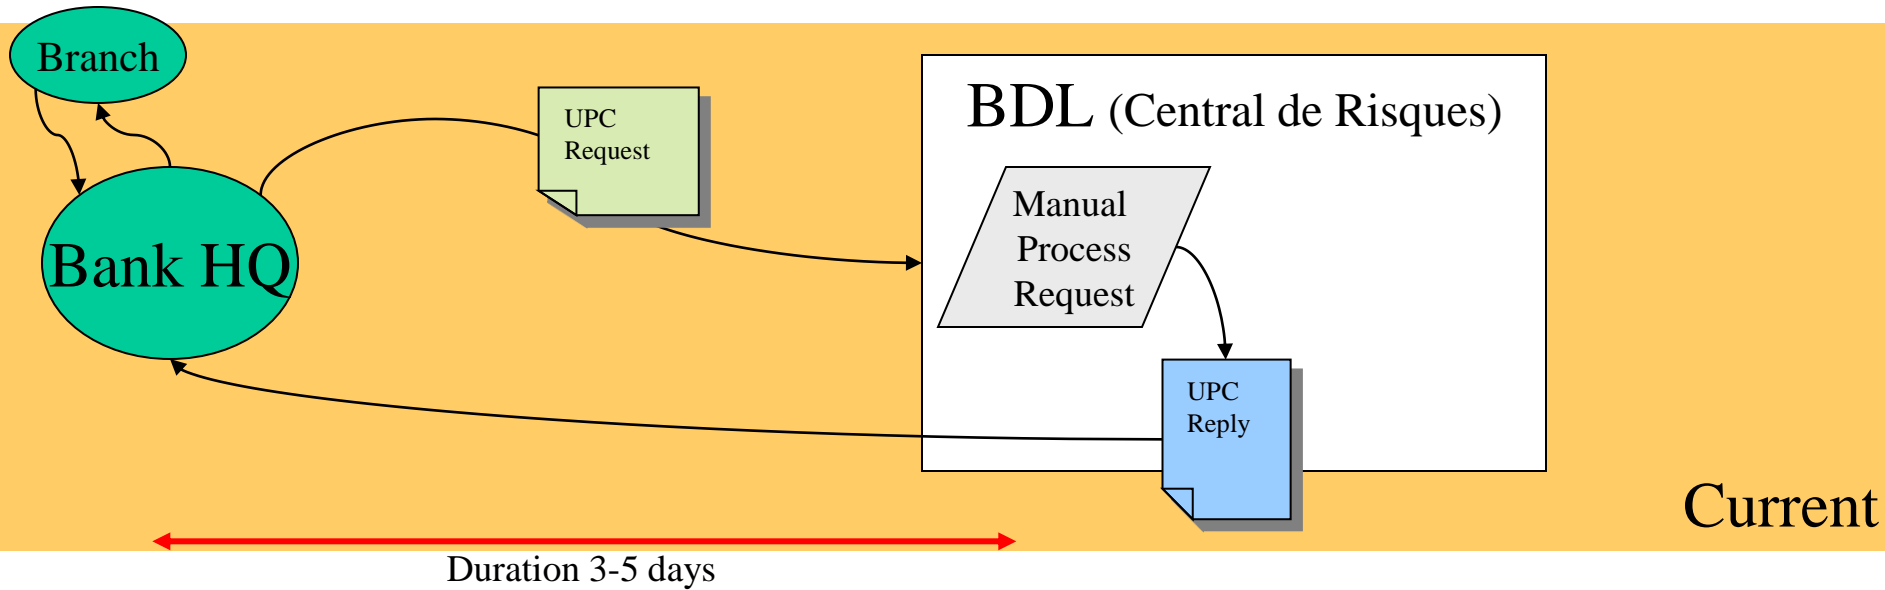 Branch
Bank HQ
UPC
Request
BDL (Central de Risques)
Manual
Process
Request
UPC
Reply
Current
Duration 3-5 days